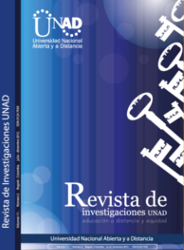 UNAD
Universidad Nacional
Abierta y a Distancia
Revista de Investigaciones UNAD
Revista de
investigaciones UNAD
educación a distancia y equidad
Universidad Nacional Abierta y a Distancia